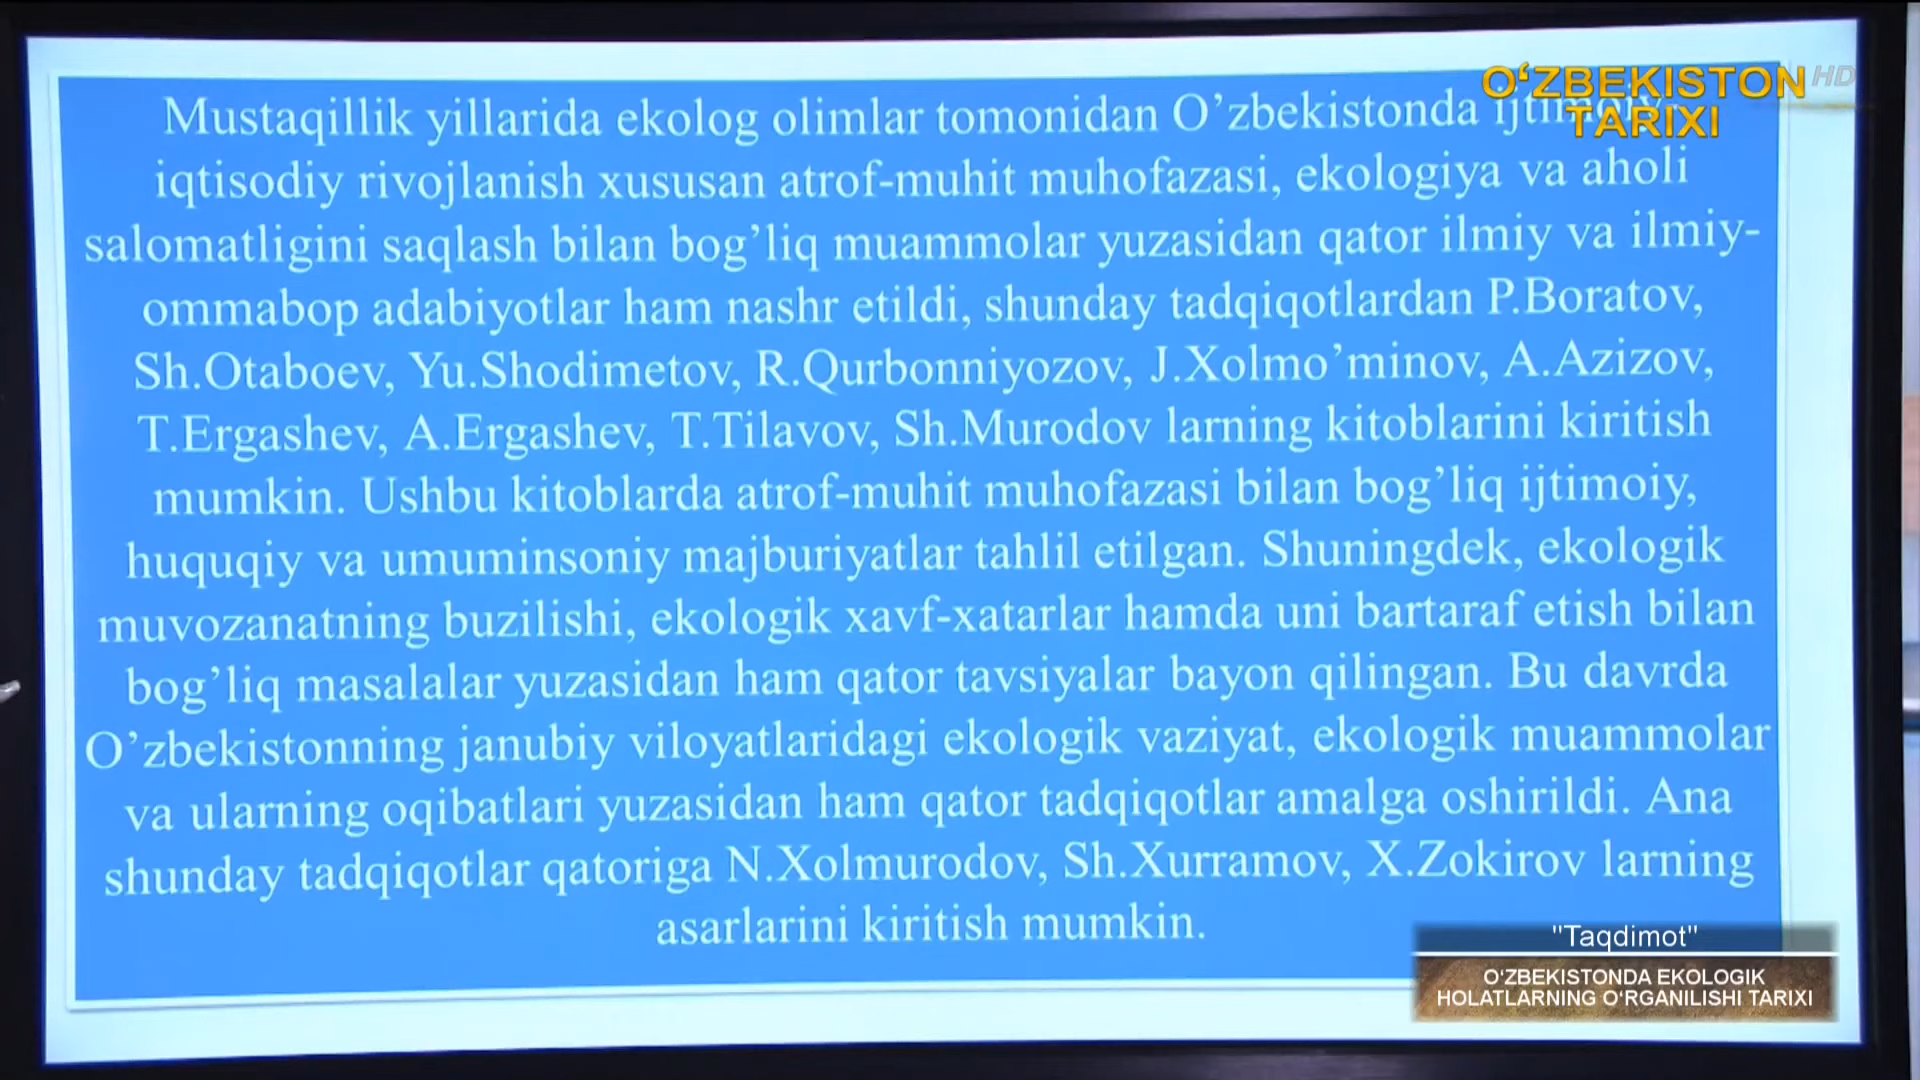 Mustaqillik yillarida ekolog olimlar tomonidan O’zbekistonda ijtimoiy-
iqtisodiy rivojlanish xususan atrof-muhit muhofazasi, ekologiya va aholi
salomatligini saqlash bilan bog’liq muammolar yuzasidan qator ilmiy va ilmiy-
ommabop adabiyotlar ham nashr etildi, shunday tadqiqotlardan P.Boratov,
Sh.Otaboev, Yu.Shodimetov, R.Qurbonniyozov, J.Xolmo’minov, A.Azizov,
T.Ergashev, A.Ergashev, T.Tilavov, Sh.Murodov larning kitoblarini kiritish
mumkin. Ushbu kitoblarda atrof-muhit muhofazasi bilan bog’liq ijtimoiy,
huquqiy va umuminsoniy majburiyatlar tahlil etilgan. Shuningdek, ekologik
muvozanatning buzilishi, ekologik xavf-xatarlar hamda uni bartaraf etish bilan
bog’liq masalalar yuzasidan ham qator tavsiyalar bayon qilingan. Bu davrda
O’zbekistonning janubiy viloyatlaridagi ekologik vaziyat, ekologik muammolar
va ularning oqibatlari yuzasidan ham qator tadqiqotlar amalga oshirildi. Ana
shunday tadqiqotlar qatoriga N.Xolmurodov, Sh.Xurramov, X.Zokirov larning
asarlarini kiritish mumkin.
O‘ZBEKISTON HD
TARIXI
"Taqdimot"
O‘ZBEKISTONDA EKOLOGIK
HOLATLARNING O‘RGANILISHI TARIXI